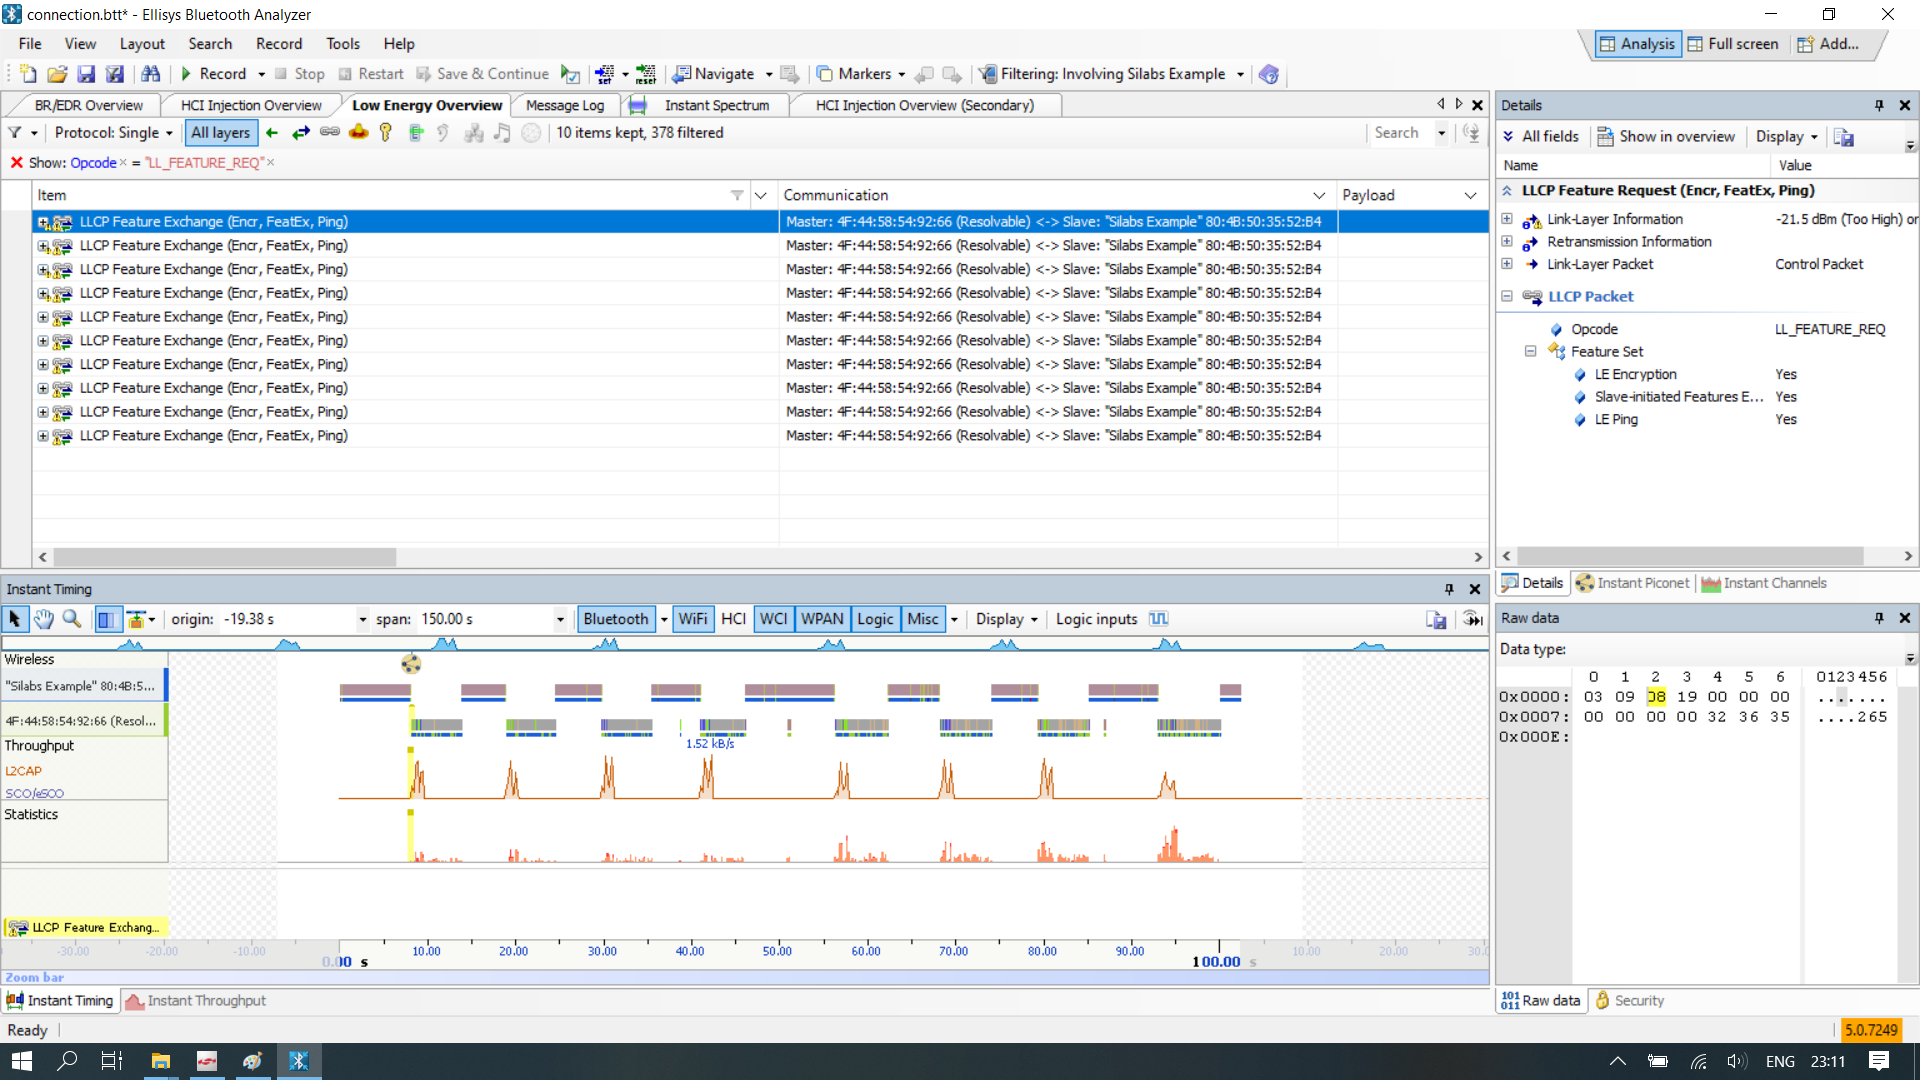 connection.btt* - Ellisys Bluetooth Analyzer
File View Layout Search Record Tools Help
Analysis Full screen Add...
Record Stop Restart Save & Continue set reset Navigate Markers Filtering: Involving Silabs Example
BR/EDR Overview HCI Injection Overview Low Energy Overview Message Log Instant Spectrum HCI Injection Overview (Secondary)
Protocol: Single All layers 10 items kept, 378 filtered Search
Show: Opcode = "LL_FEATURE_REQ"
Item Communication Payload
LLCP Feature Exchange (Encr, FeatEx, Ping) Master: 4F:44:58:54:92:66 (Resolvable) <-> Slave: "Silabs Example" 80:4B:50:35:52:B4
LLCP Feature Exchange (Encr, FeatEx, Ping) Master: 4F:44:58:54:92:66 (Resolvable) <-> Slave: "Silabs Example" 80:4B:50:35:52:B4
LLCP Feature Exchange (Encr, FeatEx, Ping) Master: 4F:44:58:54:92:66 (Resolvable) <-> Slave: "Silabs Example" 80:4B:50:35:52:B4
LLCP Feature Exchange (Encr, FeatEx, Ping) Master: 4F:44:58:54:92:66 (Resolvable) <-> Slave: "Silabs Example" 80:4B:50:35:52:B4
LLCP Feature Exchange (Encr, FeatEx, Ping) Master: 4F:44:58:54:92:66 (Resolvable) <-> Slave: "Silabs Example" 80:4B:50:35:52:B4
LLCP Feature Exchange (Encr, FeatEx, Ping) Master: 4F:44:58:54:92:66 (Resolvable) <-> Slave: "Silabs Example" 80:4B:50:35:52:B4
LLCP Feature Exchange (Encr, FeatEx, Ping) Master: 4F:44:58:54:92:66 (Resolvable) <-> Slave: "Silabs Example" 80:4B:50:35:52:B4
LLCP Feature Exchange (Encr, FeatEx, Ping) Master: 4F:44:58:54:92:66 (Resolvable) <-> Slave: "Silabs Example" 80:4B:50:35:52:B4
LLCP Feature Exchange (Encr, FeatEx, Ping) Master: 4F:44:58:54:92:66 (Resolvable) <-> Slave: "Silabs Example" 80:4B:50:35:52:B4
LLCP Feature Exchange (Encr, FeatEx, Ping) Master: 4F:44:58:54:92:66 (Resolvable) <-> Slave: "Silabs Example" 80:4B:50:35:52:B4
Details
All fields Show in overview Display
Name Value
LLCP Feature Request (Encr, FeatEx, Ping)
Link-Layer Information -21.5 dBm (Too High) or
Retransmission Information
Link-Layer Packet Control Packet
LLCP Packet
Opcode LL_FEATURE_REQ
Feature Set
LE Encryption Yes
Slave-initiated Features E... Yes
LE Ping Yes
Details Instant Piconet Instant Channels
Instant Timing
origin: -19.38 s span: 150.00 s Bluetooth WiFi HCI WCI WPAN Logic Misc Display Logic inputs
Wireless
"Silabs Example" 80:4B:5...
4F:44:58:54:92:66 (Resol...
1.52 kB/s
Throughput
L2CAP
SCO/eSCO
Statistics
LLCP Feature Exchang...
-30.00 -20.00 -10.00 10.00 20.00 30.00 40.00 50.00 60.00 70.00 80.00 90.00 10.00 20.00 30.0
0.00 s 100.00 s
Zoom bar
Instant Timing Instant Throughput
Raw data
Data type:
0 1 2 3 4 5 6 0123456
0x0000: 03 09 08 19 00 00 00 .......
0x0007: 00 00 00 00 32 36 35 ....265
0x000E:
101 011 Raw data Security
Ready 5.0.7249
ENG 23:11